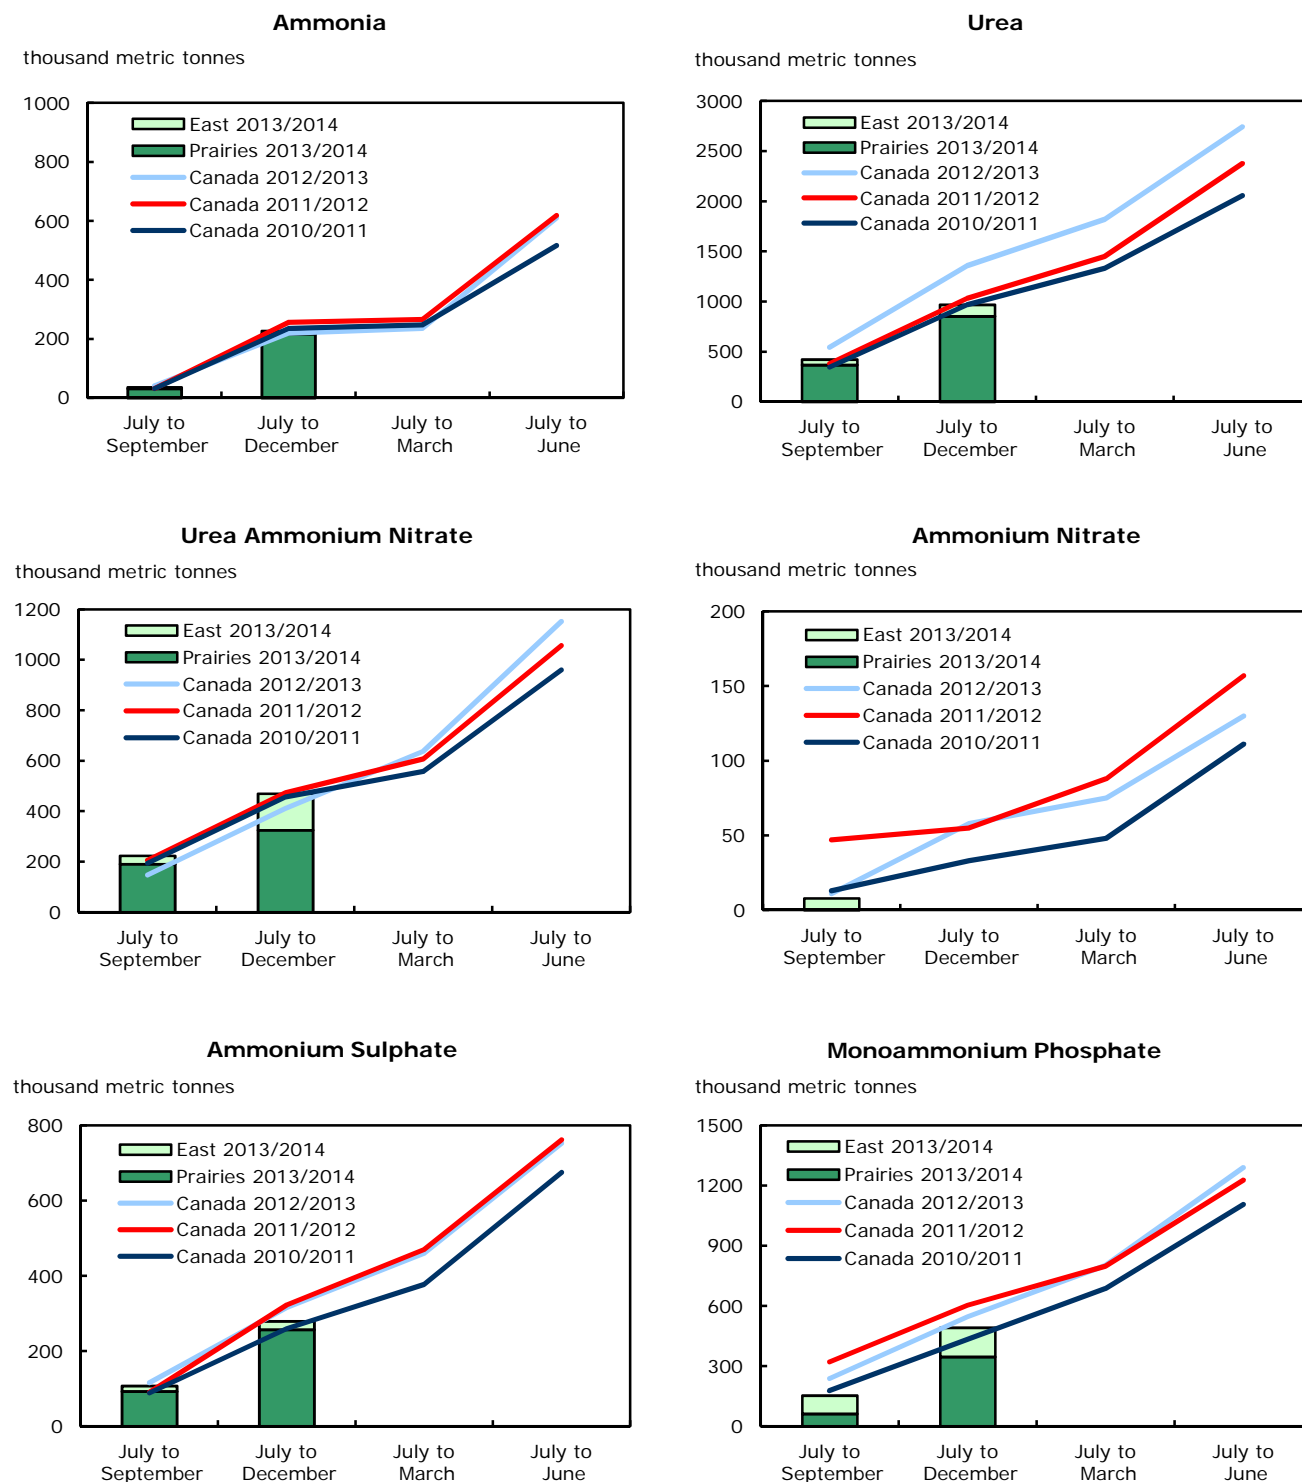 Ammonia
thousand metric tonnes
1000
800
600
400
200
0
East 2013/2014
Prairies 2013/2014
Canada 2012/2013
Canada 2011/2012
Canada 2010/2011
July to September
July to December
July to March
July to June
Urea
thousand metric tonnes
3000
2500
2000
1500
1000
500
0
East 2013/2014
Prairies 2013/2014
Canada 2012/2013
Canada 2011/2012
Canada 2010/2011
July to September
July to December
July to March
July to June
Urea Ammonium Nitrate
thousand metric tonnes
1200
1000
800
600
400
200
0
East 2013/2014
Prairies 2013/2014
Canada 2012/2013
Canada 2011/2012
Canada 2010/2011
July to September
July to December
July to March
July to June
Ammonium Nitrate
thousand metric tonnes
200
150
100
50
0
East 2013/2014
Prairies 2013/2014
Canada 2012/2013
Canada 2011/2012
Canada 2010/2011
July to September
July to December
July to March
July to June
Ammonium Sulphate
thousand metric tonnes
800
600
400
200
0
East 2013/2014
Prairies 2013/2014
Canada 2012/2013
Canada 2011/2012
Canada 2010/2011
July to September
July to December
July to March
July to June
Monoammonium Phosphate
thousand metric tonnes
1500
1200
900
600
300
0
East 2013/2014
Prairies 2013/2014
Canada 2012/2013
Canada 2011/2012
Canada 2010/2011
July to September
July to December
July to March
July to June